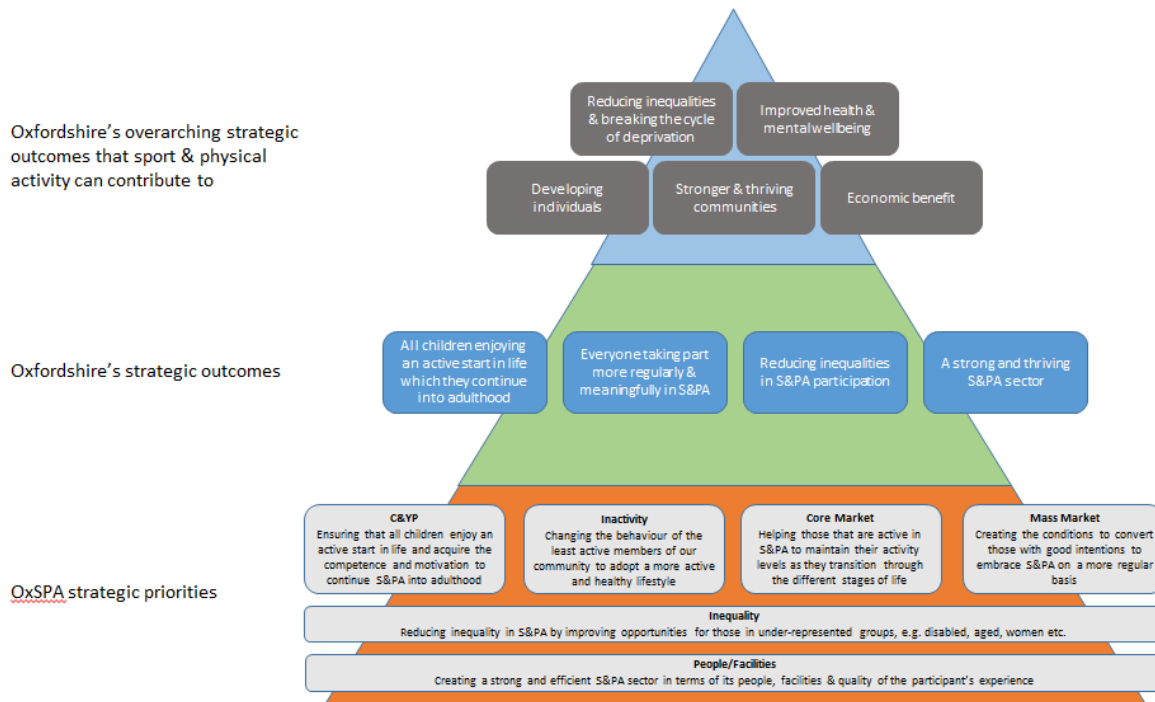 Oxfordshire's overarching strategic
outcomes that sport & physical
activity can contribute to
Reducing inequalities
& breaking the cycle
of deprivation
Improved health &
mental wellbeing
Developing
individuals
Stronger & thriving
communities
Economic benefit
Oxfordshire's strategic outcomes
All children enjoying
an active start in life
which they continue
into adulthood
Everyone taking part
more regularly &
meaningfully in S&PA
Reducing inequalities
in S&PA participation
A strong and thriving
S&PA sector
OxSPA strategic priorities
C&YP
Ensuring that all children enjoy an
active start in life and acquire the
competence and motivation to
continue S&PA into adulthood
Inactivity
Changing the behaviour of the
least active members of our
community to adopt a more active
and healthy lifestyle
Core Market
Helping those that are active in
S&PA to maintain their activity
levels as they transition through
the different stages of life
Mass Market
Creating the conditions to convert
those with good intentions to
embrace S&PA on a more regular
basis
Inequality
Reducing inequality in S&PA by improving opportunities for those in under-represented groups, e.g. disabled, aged, women etc.
People/Facilities
Creating a strong and efficient S&PA sector in terms of its people, facilities & quality of the participant's experience